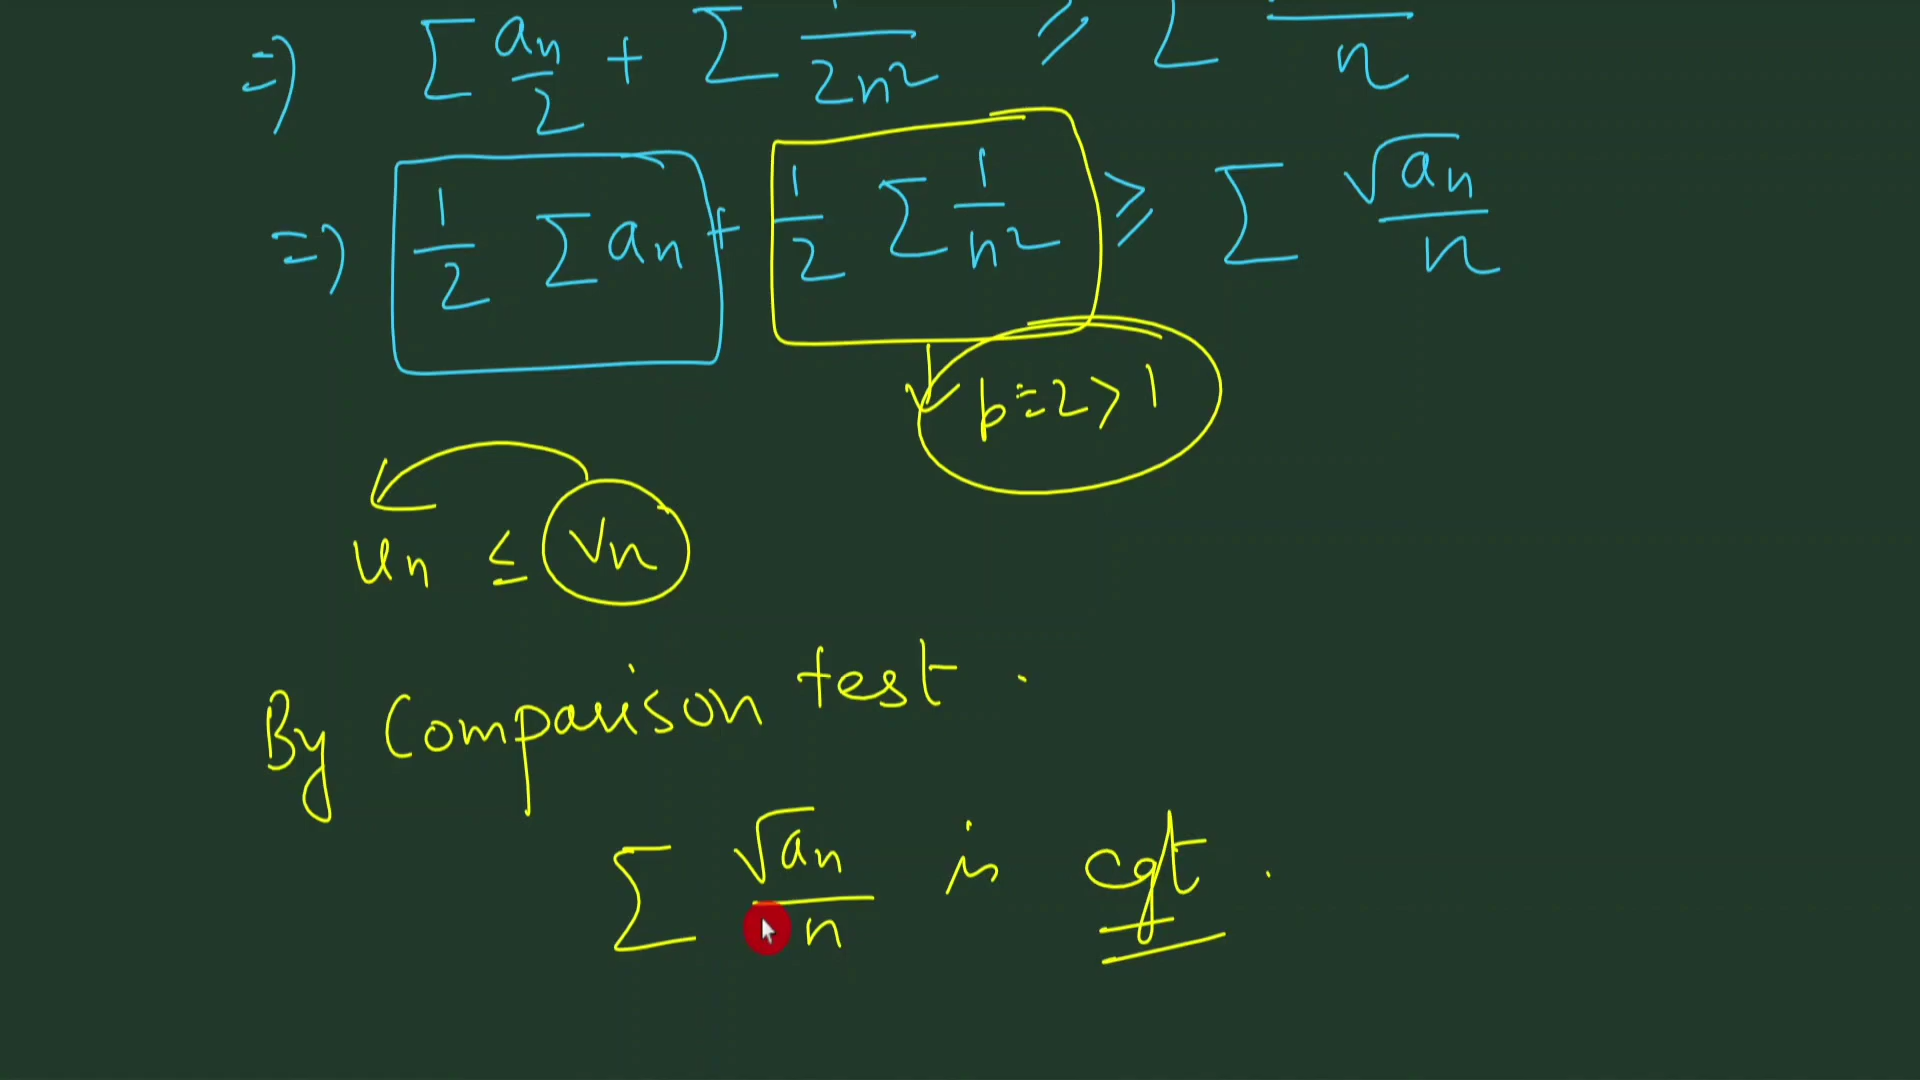 ⇒ Σ an/2 + Σ 1/2n² ⩾ Σ /n
⇒ 1/2 Σ an + 1/2 Σ 1/n² ⩾ Σ √an/n
p=2>1
un ≤ vn
By Comparison test.
Σ √an/n is cgt.